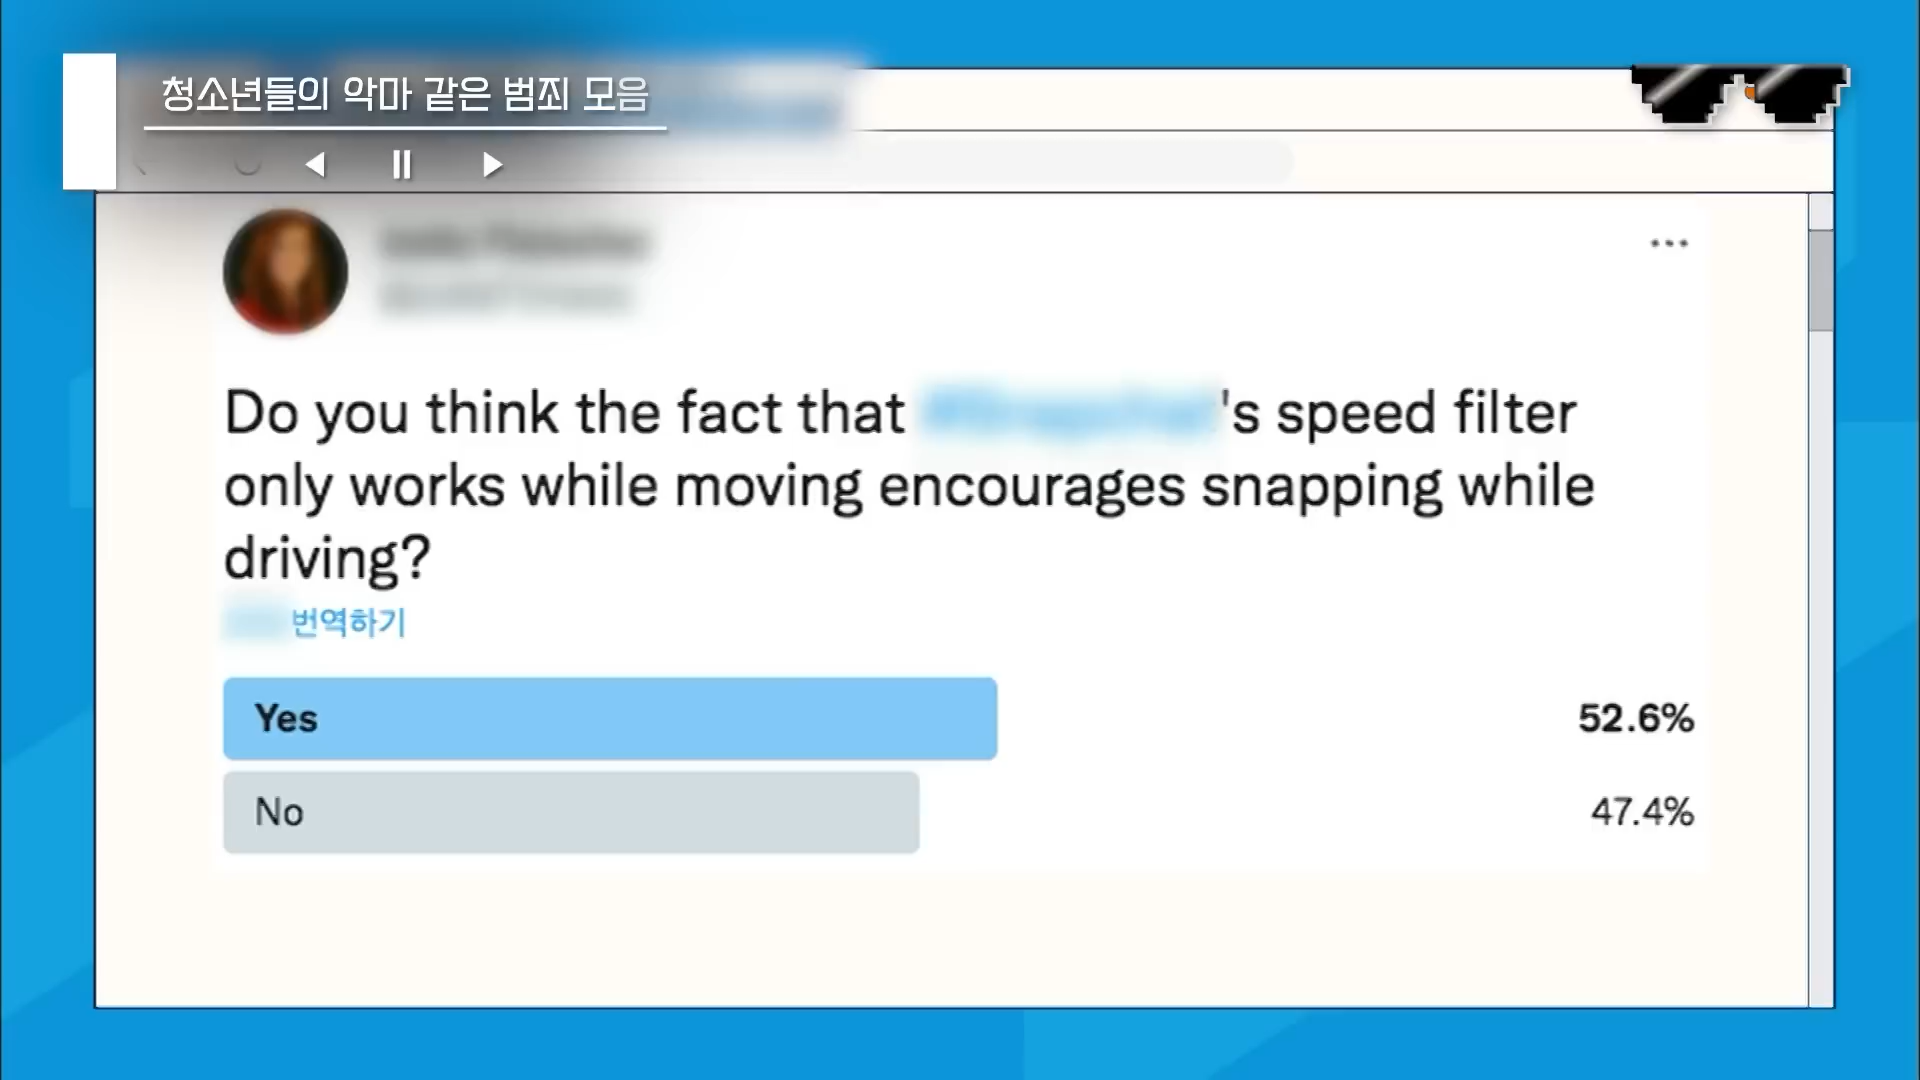 청소년들의 악마 같은 범죄 모음
Do you think the fact that 's speed filter
only works while moving encourages snapping while
driving?
번역하기
Yes 52.6%
No 47.4%